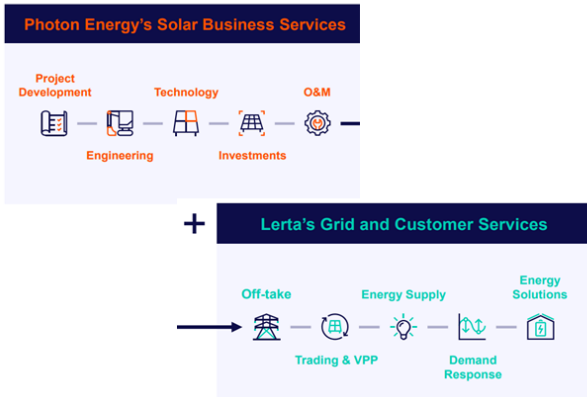 Photon Energy's Solar Business Services
Project
Development
Technology
O&M
Engineering
Investments
+
Lerta's Grid and Customer Services
Off-take
Energy Supply
Energy
Solutions
Trading & VPP
Demand
Response